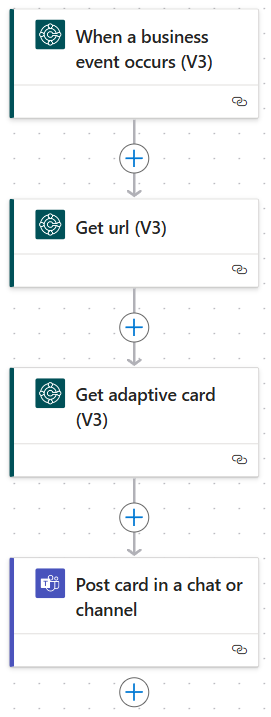 When a business
event occurs (V3)
Get url (V3)
Get adaptive card
(V3)
T
Post card in a chat or
channel